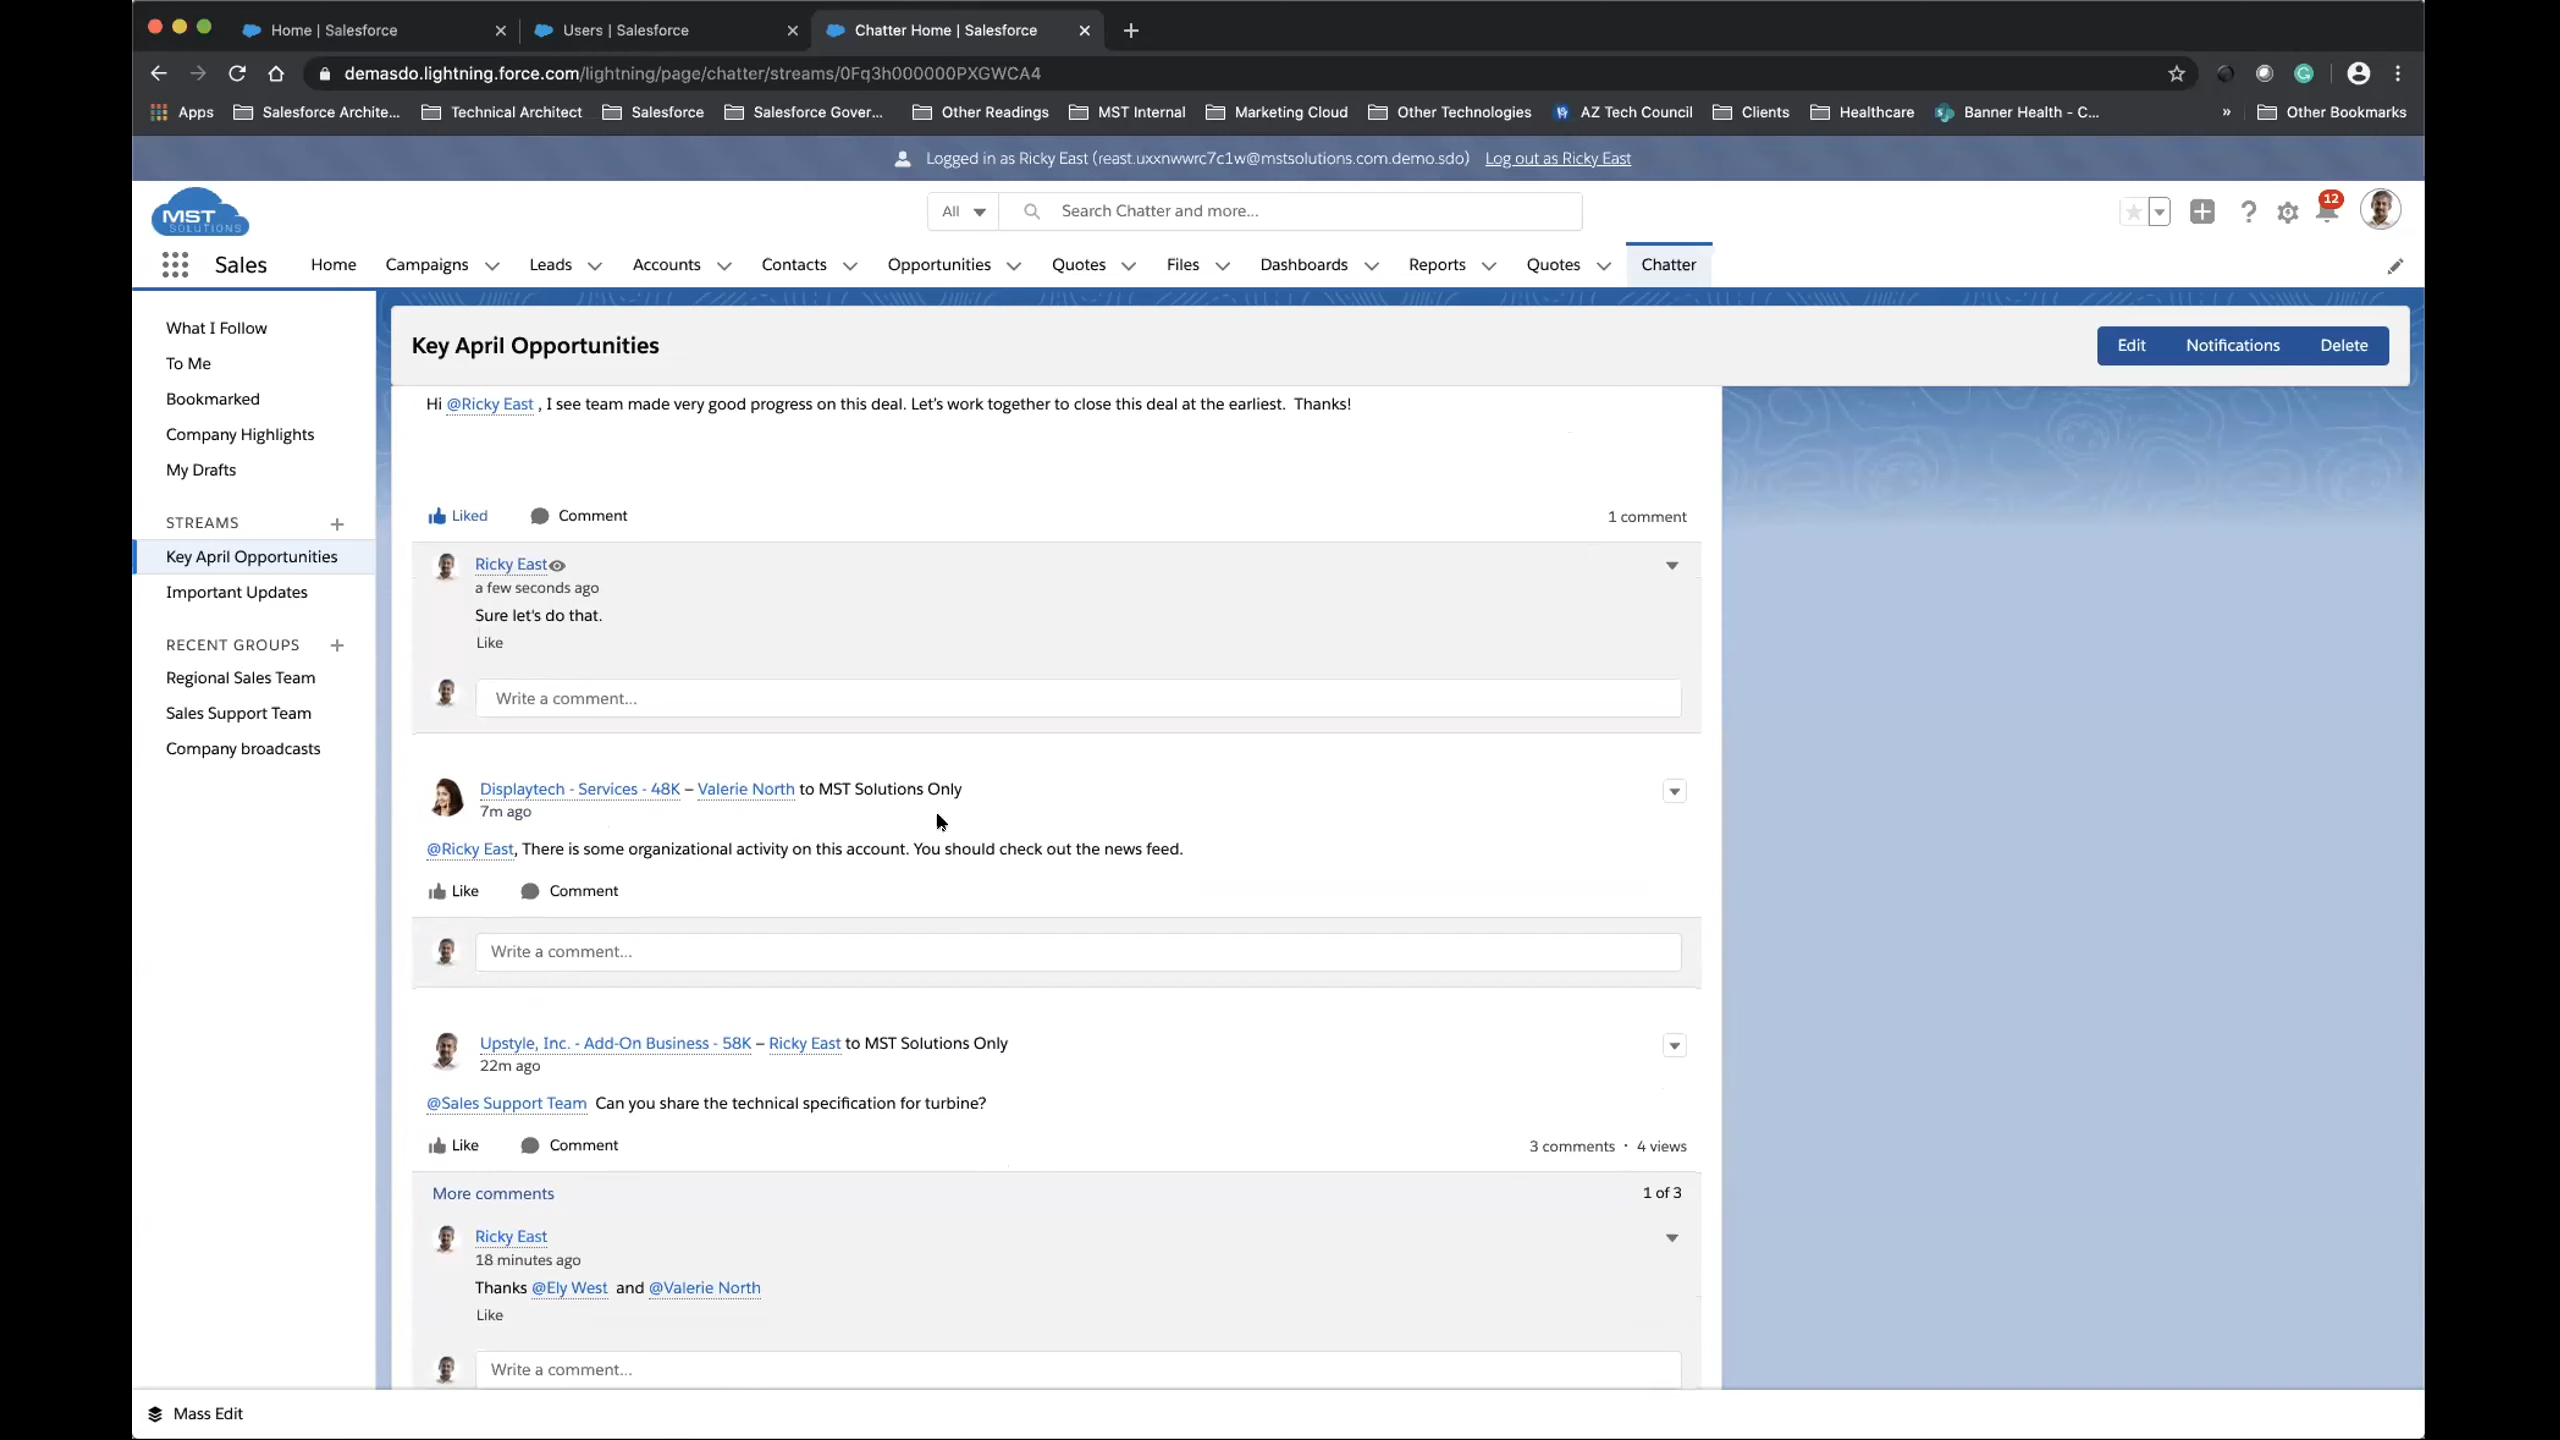 Home | Salesforce
Users | Salesforce
Chatter Home | Salesforce
demasdo.lightning.force.com/lightning/page/chatter/streams/0Fq3h000000PXGWCA4
Apps
Salesforce Archite...
Technical Architect
Salesforce
Salesforce Gover...
Other Readings
MST Internal
Marketing Cloud
Other Technologies
AZ Tech Council
Clients
Healthcare
Banner Health - C...
»
Other Bookmarks
Logged in as Ricky East (reast.uxxnwwrc7c1w@mstsolutions.com.demo.sdo) Log out as Ricky East
MST
SOLUTIONS
All
Search Chatter and more...
12
Sales
Home
Campaigns
Leads
Accounts
Contacts
Opportunities
Quotes
Files
Dashboards
Reports
Quotes
Chatter
What I Follow
To Me
Bookmarked
Company Highlights
My Drafts
STREAMS
Key April Opportunities
Important Updates
RECENT GROUPS
Regional Sales Team
Sales Support Team
Company broadcasts
Key April Opportunities
Edit
Notifications
Delete
Hi @Ricky East , I see team made very good progress on this deal. Let's work together to close this deal at the earliest. Thanks!
Liked
Comment
1 comment
Ricky East
a few seconds ago
Sure let's do that.
Like
Write a comment...
Displaytech - Services - 48K – Valerie North to MST Solutions Only
7m ago
@Ricky East, There is some organizational activity on this account. You should check out the news feed.
Like
Comment
Write a comment...
Upstyle, Inc. - Add-On Business - 58K – Ricky East to MST Solutions Only
22m ago
@Sales Support Team Can you share the technical specification for turbine?
Like
Comment
3 comments · 4 views
More comments
1 of 3
Ricky East
18 minutes ago
Thanks @Ely West and @Valerie North
Like
Write a comment...
Mass Edit